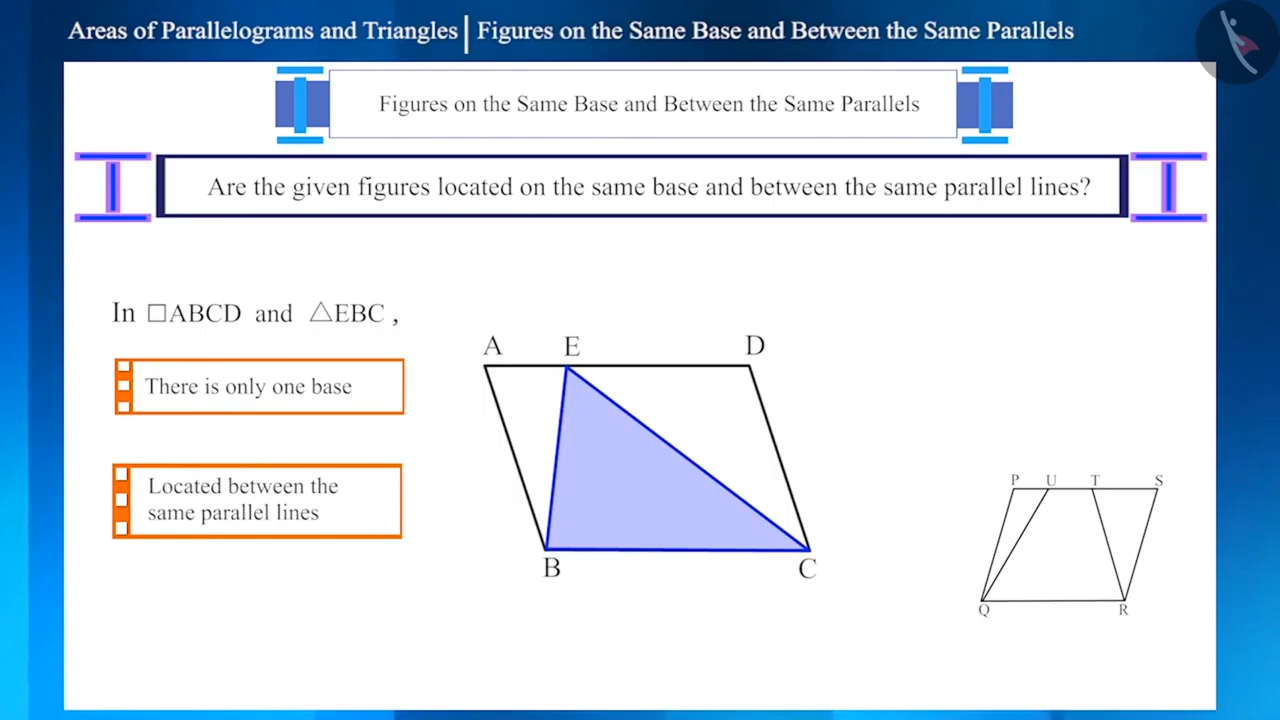 Areas of Parallelograms and Triangles | Figures on the Same Base and Between the Same Parallels
Figures on the Same Base and Between the Same Parallels
Are the given figures located on the same base and between the same parallel lines?
In □ABCD and △EBC ,
There is only one base
Located between the
same parallel lines
A E D
B C
P U T S
Q R